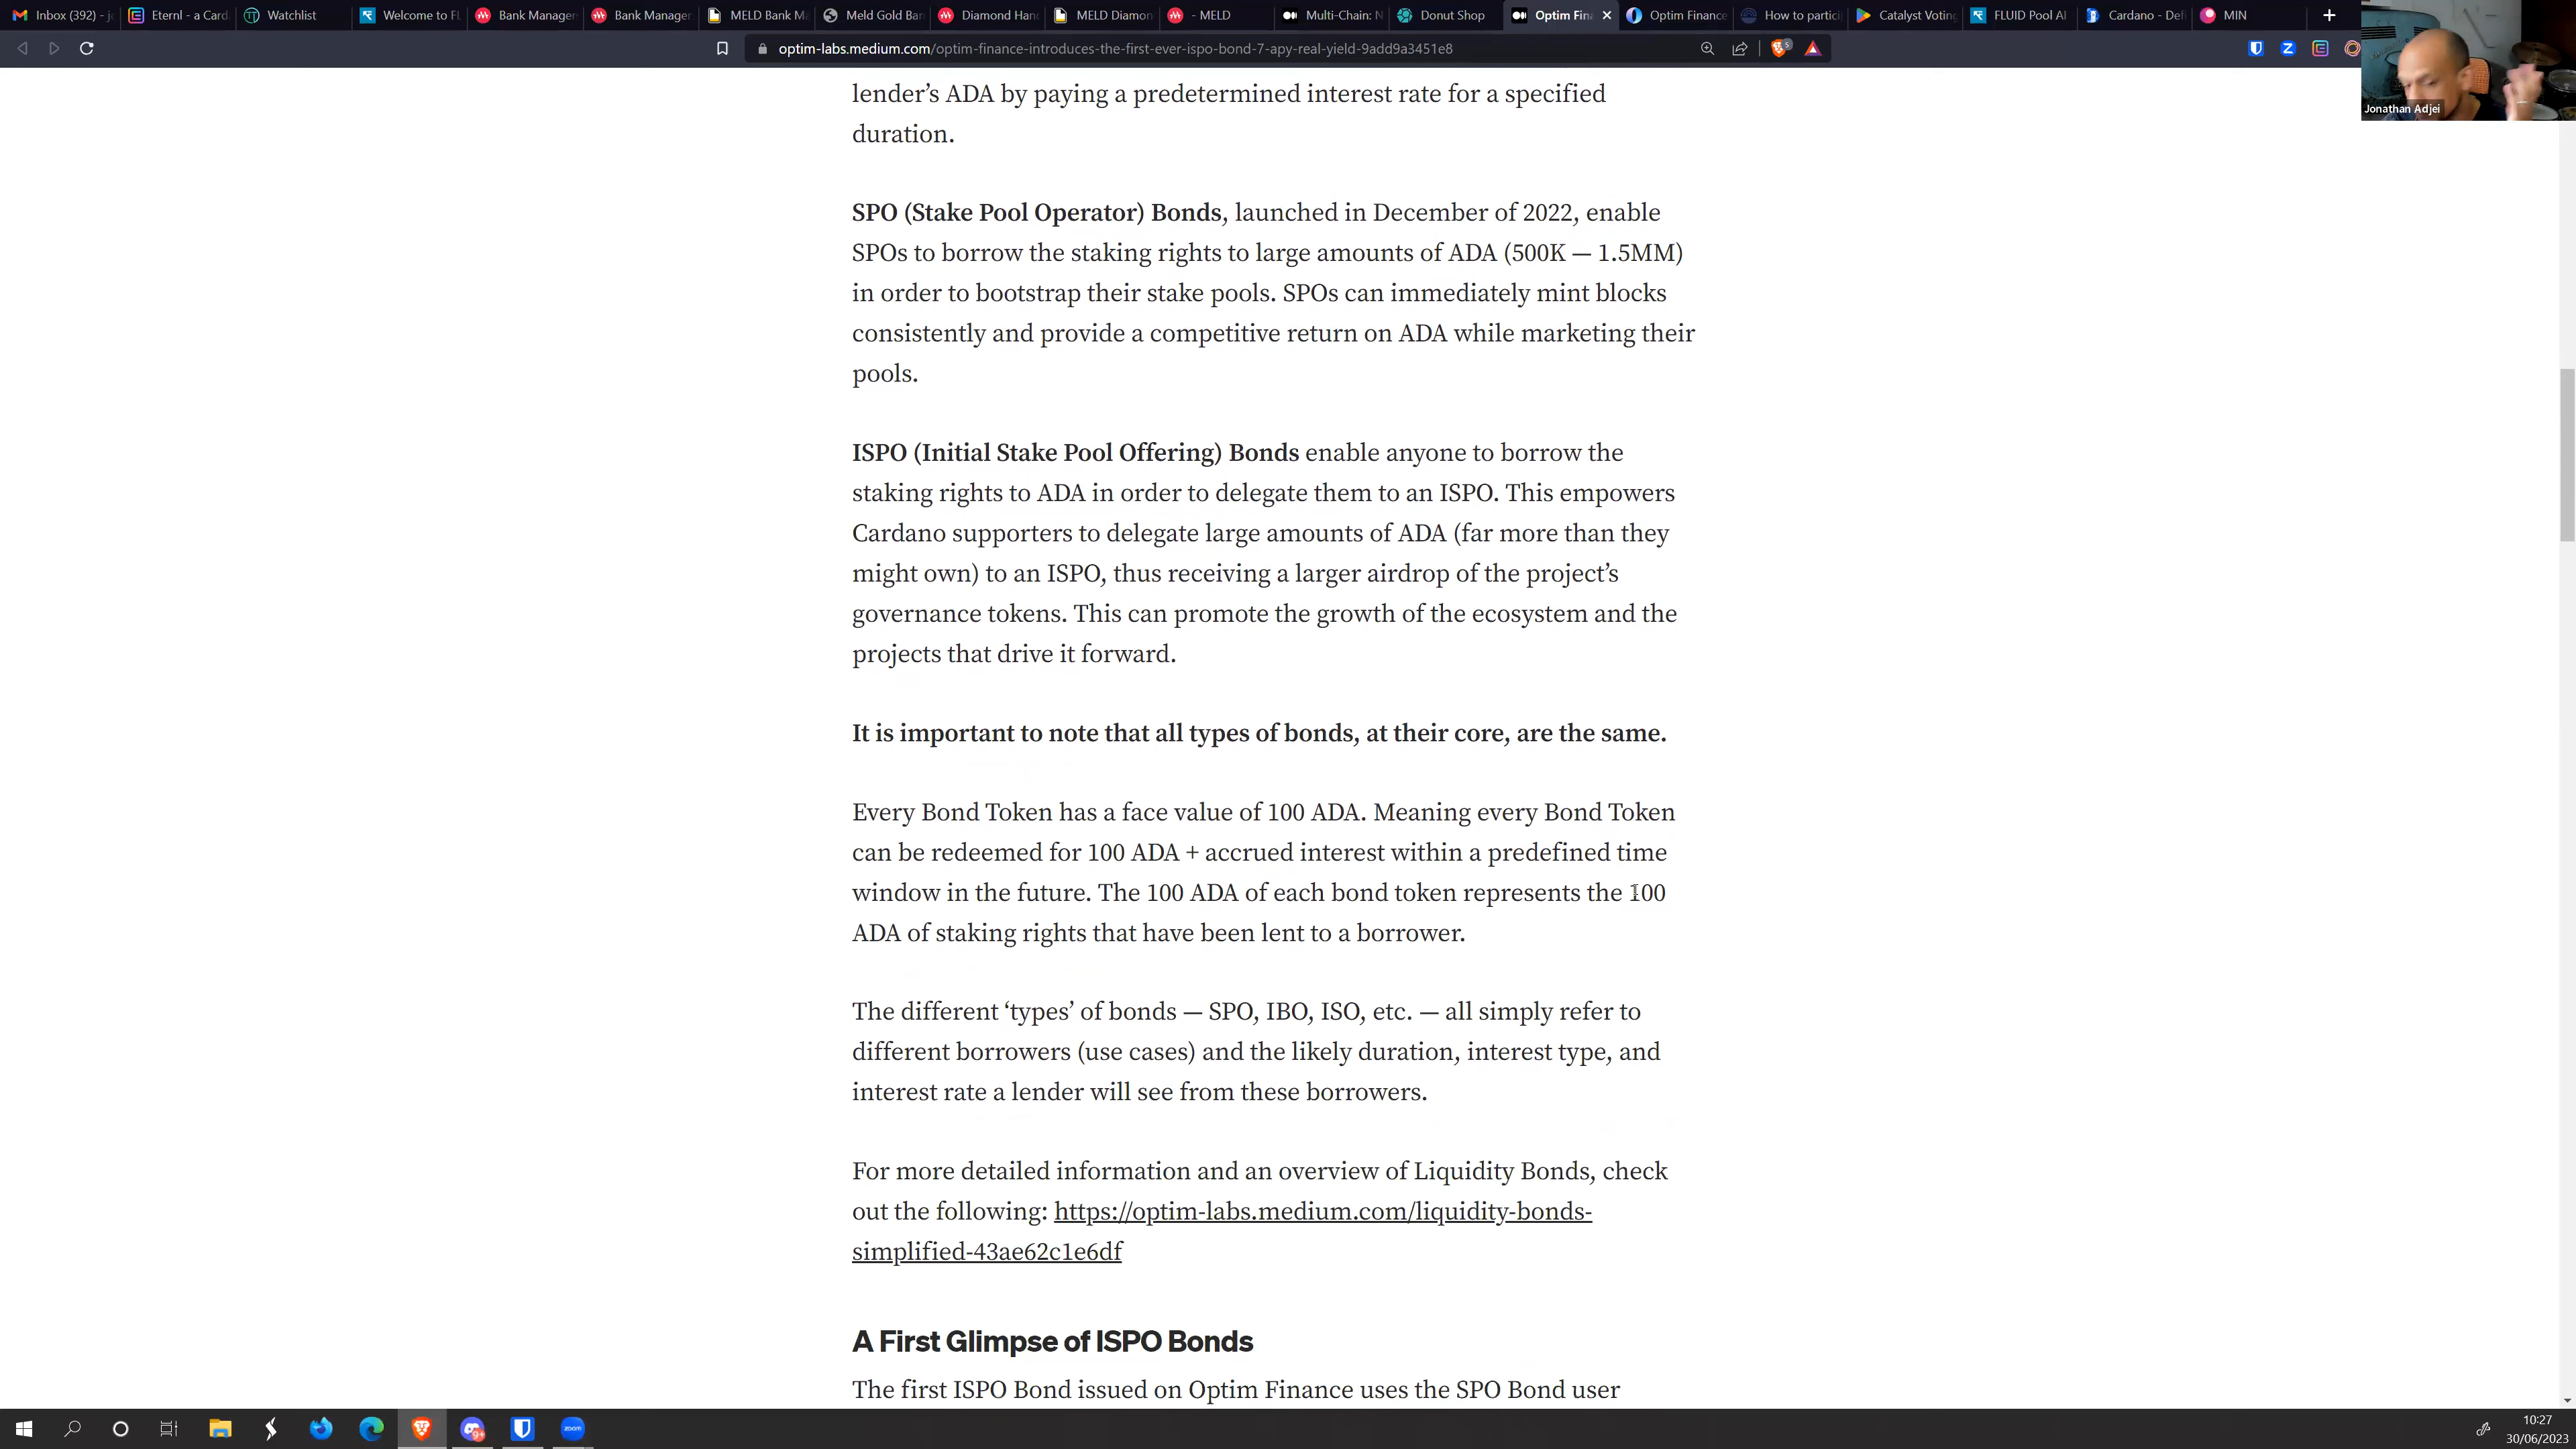 Inbox (392) - j
Eternl - a Card
Watchlist
Welcome to FL
Bank Manager
Bank Manager
MELD Bank M
Meld Gold Ban
Diamond Hand
MELD Diamon
- MELD
Multi-Chain: N
Donut Shop
Optim Fin
Optim Finance
How to partici
Catalyst Voting
FLUID Pool Al
Cardano - Defi
MIN
optim-labs.medium.com/optim-finance-introduces-the-first-ever-ispo-bond-7-apy-real-yield-9add9a3451e8
Jonathan Adjei
lender’s ADA by paying a predetermined interest rate for a specified
duration.
SPO (Stake Pool Operator) Bonds, launched in December of 2022, enable
SPOs to borrow the staking rights to large amounts of ADA (500K — 1.5MM)
in order to bootstrap their stake pools. SPOs can immediately mint blocks
consistently and provide a competitive return on ADA while marketing their
pools.
ISPO (Initial Stake Pool Offering) Bonds enable anyone to borrow the
staking rights to ADA in order to delegate them to an ISPO. This empowers
Cardano supporters to delegate large amounts of ADA (far more than they
might own) to an ISPO, thus receiving a larger airdrop of the project’s
governance tokens. This can promote the growth of the ecosystem and the
projects that drive it forward.
It is important to note that all types of bonds, at their core, are the same.
Every Bond Token has a face value of 100 ADA. Meaning every Bond Token
can be redeemed for 100 ADA + accrued interest within a predefined time
window in the future. The 100 ADA of each bond token represents the 100
ADA of staking rights that have been lent to a borrower.
The different ‘types’ of bonds — SPO, IBO, ISO, etc. — all simply refer to
different borrowers (use cases) and the likely duration, interest type, and
interest rate a lender will see from these borrowers.
For more detailed information and an overview of Liquidity Bonds, check
out the following: https://optim-labs.medium.com/liquidity-bonds-
simplified-43ae62c1e6df
A First Glimpse of ISPO Bonds
The first ISPO Bond issued on Optim Finance uses the SPO Bond user
zoom
10:27
30/06/2023